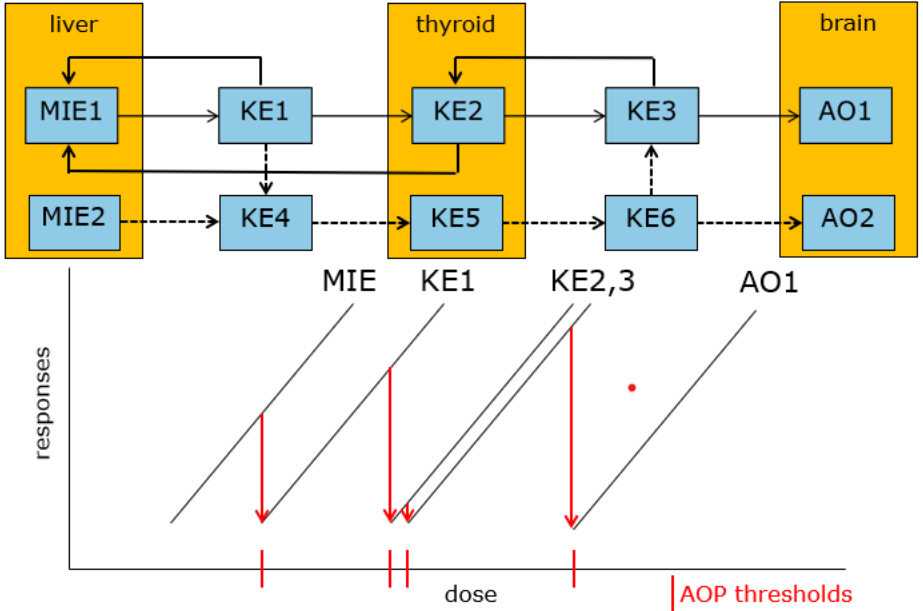 liver
thyroid
brain
MIE1
KE1
KE2
KE3
AO1
MIE2
KE4
KE5
KE6
AO2
MIE
KE1
KE2,3
AO1
responses
dose
AOP thresholds